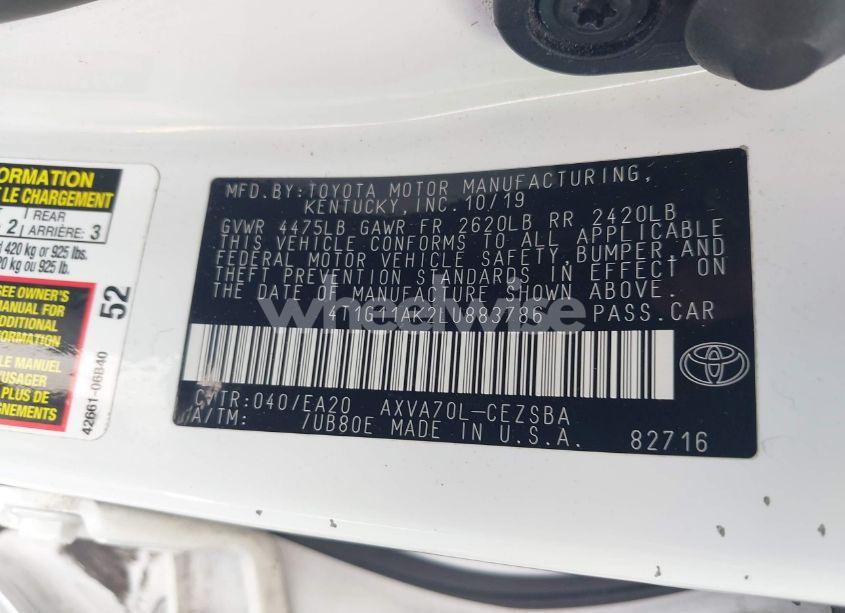 FORMATION
LE CHARGEMENT
2 | REAR
ARRIÈRE: 3
420 kg or 925 lbs.
20 kg ou 925 lb.
SEE OWNER'S
MANUAL FOR
ADDITIONAL
INFORMATION
LE MANUEL
PLUS DE
52
42661-06B40
MFD. BY: TOYOTA MOTOR MANUFACTURING,
KENTUCKY, INC. 10/19
GVWR 4475LB GAWR FR 2620LB RR 2420LB
THIS VEHICLE CONFORMS TO ALL APPLICABLE
FEDERAL MOTOR VEHICLE SAFETY, BUMPER, AND
THEFT PREVENTION STANDARDS IN EFFECT ON
THE DATE OF MANUFACTURE SHOWN ABOVE.
4T1G11AK2LU883786 PASS. CAR
wheelwise
C/TR: 040/EA20 AXVA70L-CEZSBA
A/TM: /UB80E MADE IN U.S.A.
82716